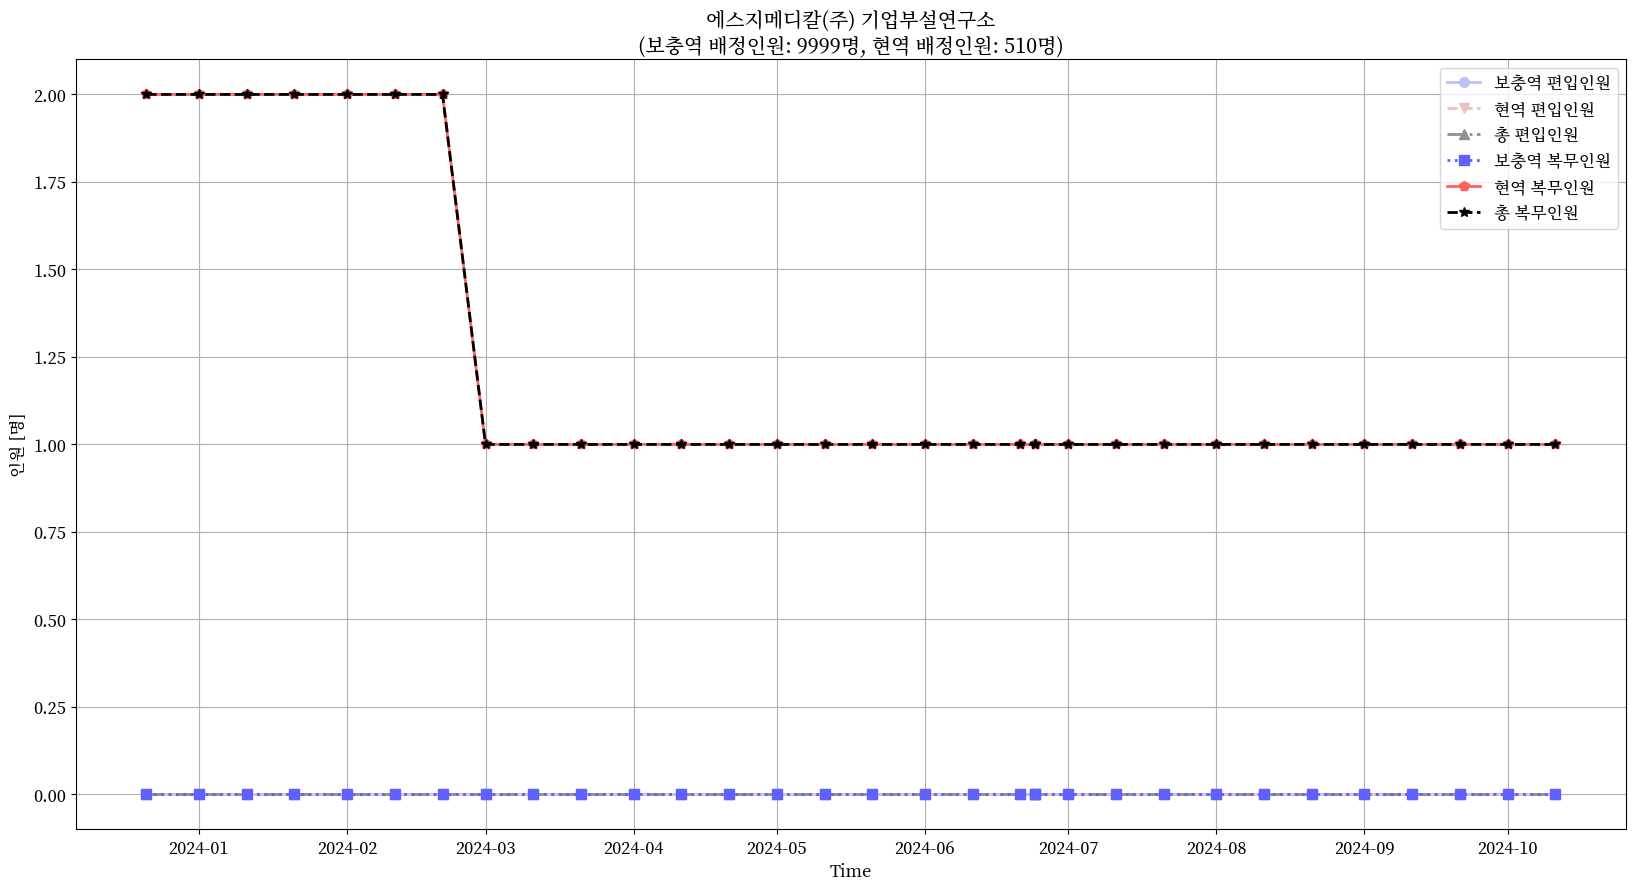 에스지메디칼(주) 기업부설연구소
(보충역 배정인원: 9999명, 현역 배정인원: 510명)
보충역 편입인원
현역 편입인원
총 편입인원
보충역 복무인원
현역 복무인원
총 복무인원
인원 [명]
2.00
1.75
1.50
1.25
1.00
0.75
0.50
0.25
0.00
2024-01 2024-02 2024-03 2024-04 2024-05 2024-06 2024-07 2024-08 2024-09 2024-10
Time